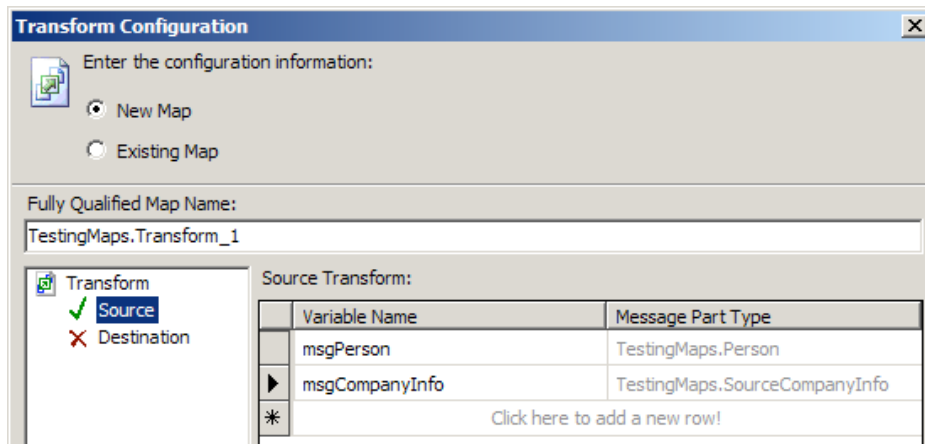 Transform Configuration
Enter the configuration information:
New Map
Existing Map
Fully Qualified Map Name:
TestingMaps.Transform_1
Transform
Source
Destination
Source Transform:
Variable Name Message Part Type
msgPerson TestingMaps.Person
msgCompanyInfo TestingMaps.SourceCompanyInfo
Click here to add a new row!